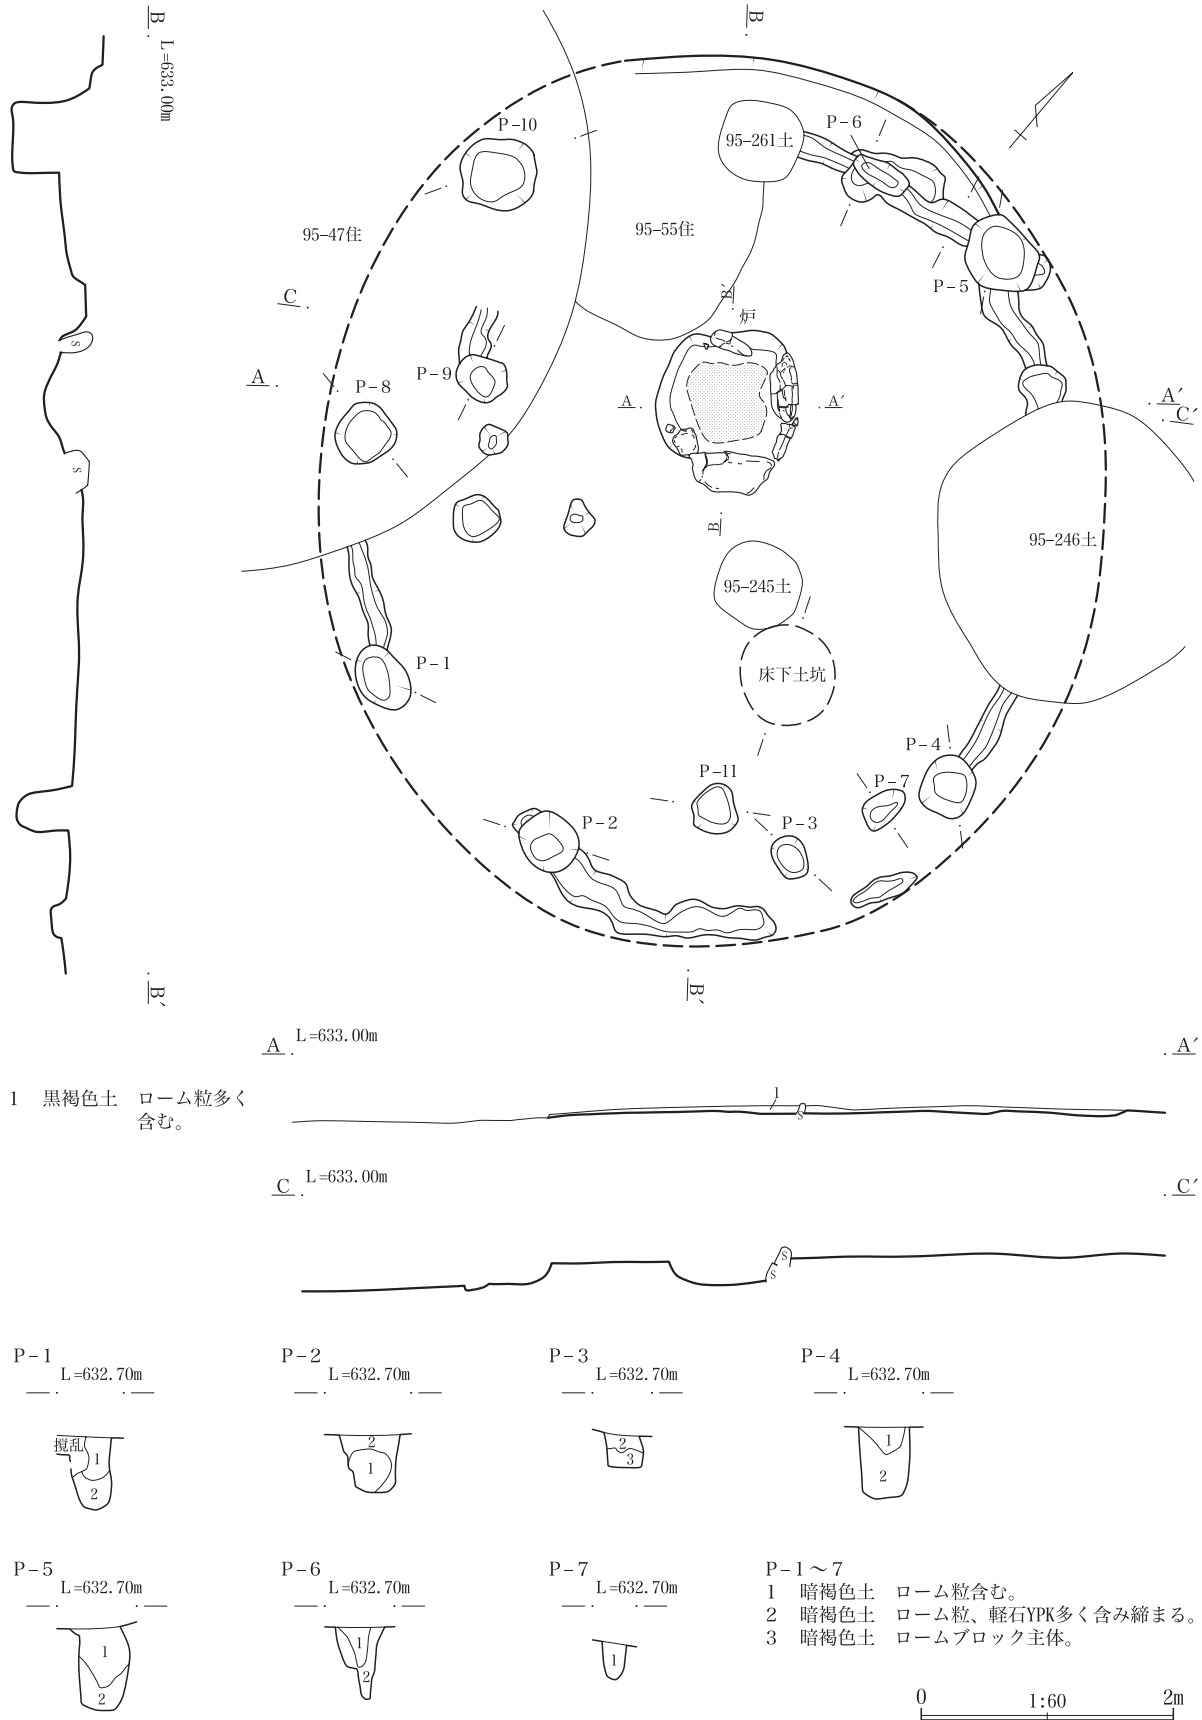 B
L=633.00m
B
P-10
95-261土
P-6
95-47住
95-55住
C
P-5
B′
炉
A
P-8
P-9
A
A′
A′
C′
B
95-246土
95-245土
P-1
床下土坑
P-4
P-11
P-7
P-2
P-3
S
S
B′
B′
A
L=633.00m
A′
1 黒褐色土 ローム粒多く
含む。
1
S
C
L=633.00m
C′
S
S
P-1
L=632.70m
撹乱
1
2
P-2
L=632.70m
2
1
P-3
L=632.70m
2
3
P-4
L=632.70m
1
2
P-5
L=632.70m
1
2
P-6
L=632.70m
1
2
P-7
L=632.70m
1
P-1～7
1 暗褐色土 ローム粒含む。
2 暗褐色土 ローム粒、軽石YPK多く含み締まる。
3 暗褐色土 ロームブロック主体。
0 1:60 2m